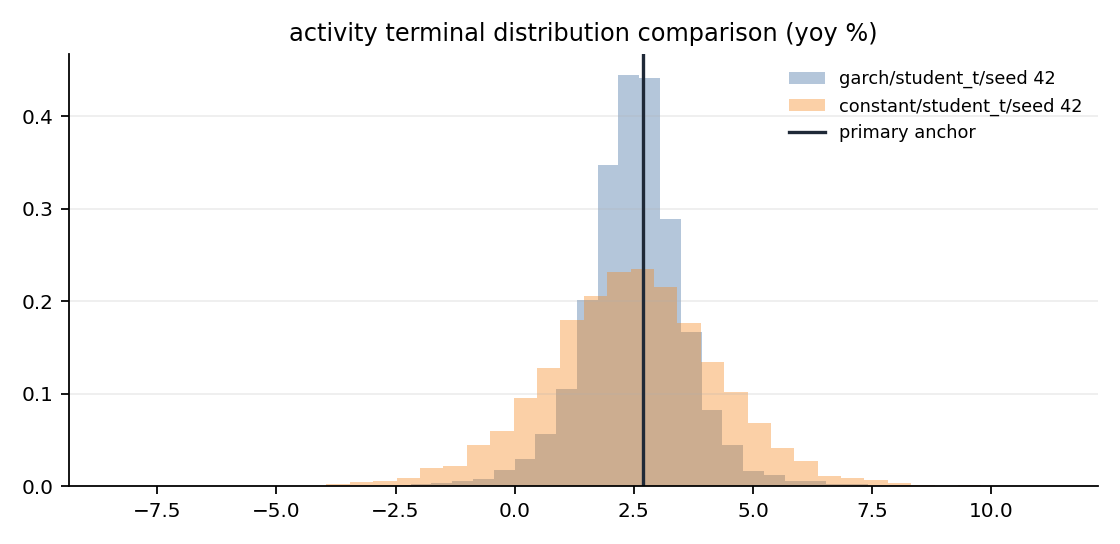 activity terminal distribution comparison (yoy %)
garch/student_t/seed 42
constant/student_t/seed 42
primary anchor
0.4
0.3
0.2
0.1
0.0
−7.5 −5.0 −2.5 0.0 2.5 5.0 7.5 10.0